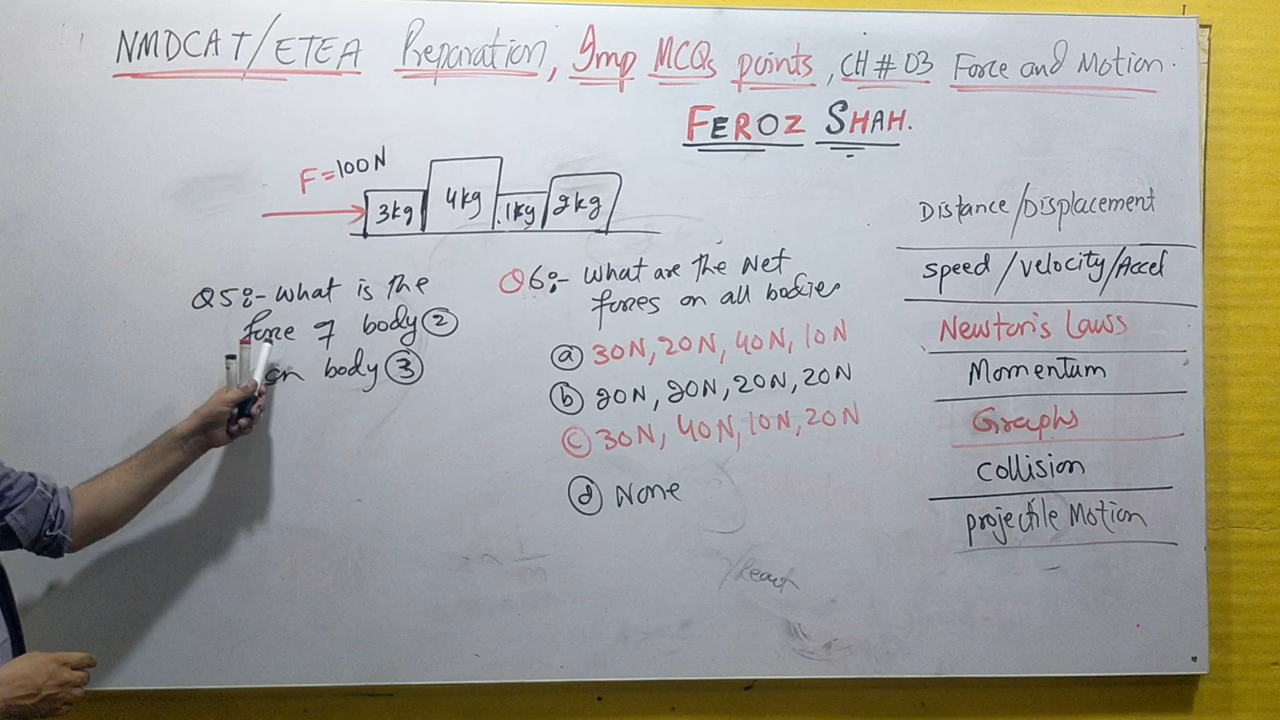 NMDCAT/ETEA Preparation, Imp MCQs points, CH # 03 Force and Motion.
FEROZ SHAH.
F=100N
3kg 4kg 1kg 2kg
Q5:- What is the
force of body ②
on body ③
Q6:- What are the Net
forces on all bodies
ⓐ 30N, 20N, 40N, 10N
ⓑ 20N, 20N, 20N, 20N
ⓒ 30N, 40N, 10N, 20N
ⓓ None
Distance/Displacement
speed/velocity/Accel
Newton's Laws
Momentum
Graphs
Collision
projectile Motion